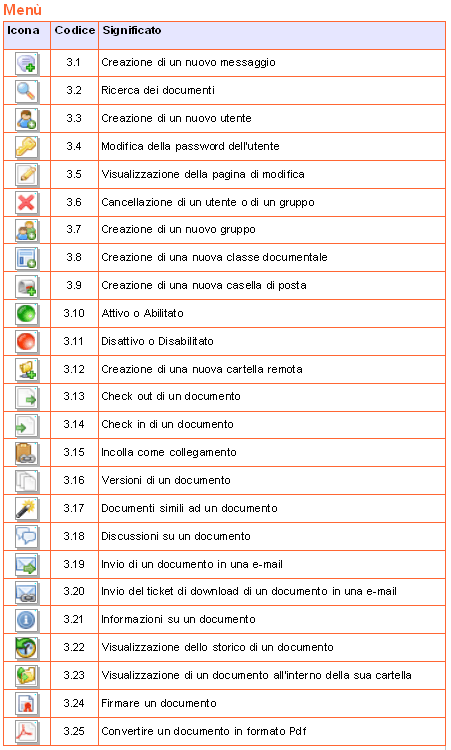 Menù
Icona Codice Significato
3.1 Creazione di un nuovo messaggio
3.2 Ricerca dei documenti
3.3 Creazione di un nuovo utente
3.4 Modifica della password dell'utente
3.5 Visualizzazione della pagina di modifica
3.6 Cancellazione di un utente o di un gruppo
3.7 Creazione di un nuovo gruppo
3.8 Creazione di una nuova classe documentale
3.9 Creazione di una nuova casella di posta
3.10 Attivo o Abilitato
3.11 Disattivo o Disabilitato
3.12 Creazione di una nuova cartella remota
3.13 Check out di un documento
3.14 Check in di un documento
3.15 Incolla come collegamento
3.16 Versioni di un documento
3.17 Documenti simili ad un documento
3.18 Discussioni su un documento
3.19 Invio di un documento in una e-mail
3.20 Invio del ticket di download di un documento in una e-mail
3.21 Informazioni su un documento
3.22 Visualizzazione dello storico di un documento
3.23 Visualizzazione di un documento all'interno della sua cartella
3.24 Firmare un documento
3.25 Convertire un documento in formato Pdf